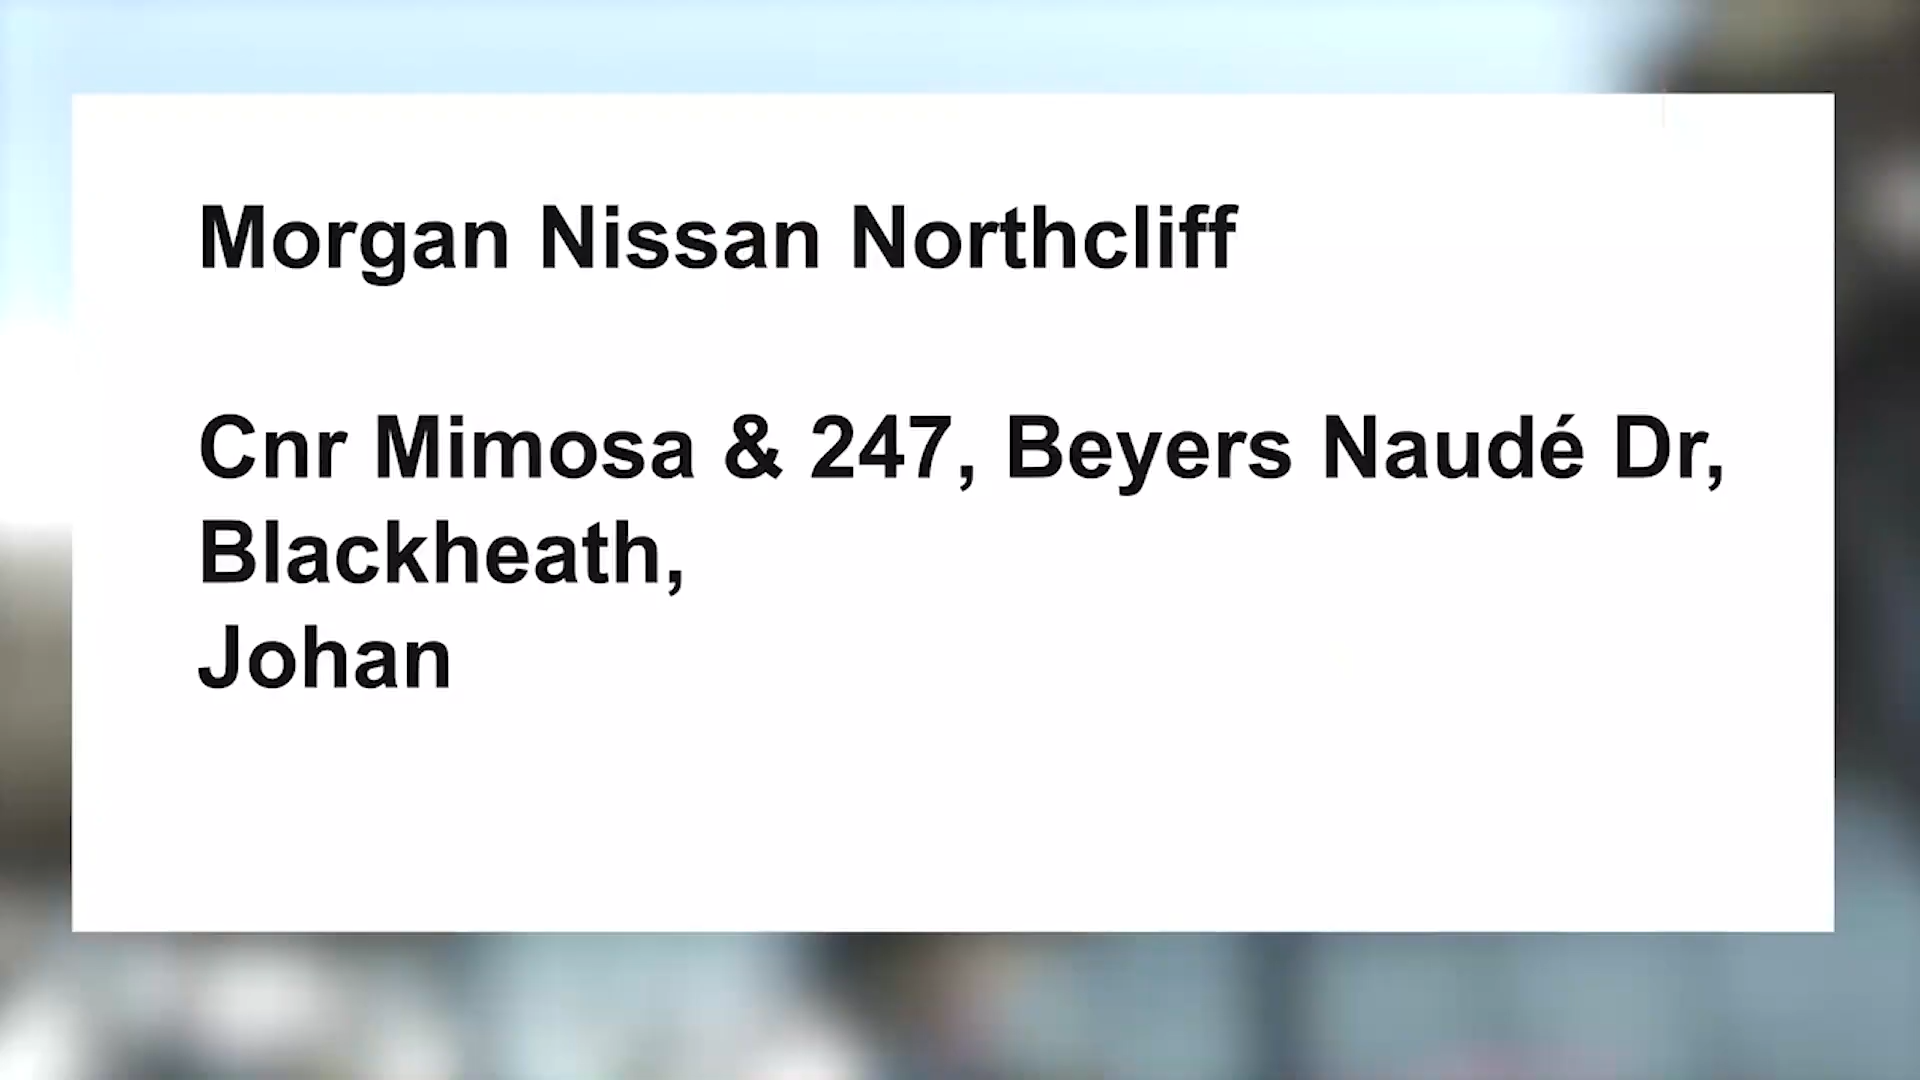 Morgan Nissan Northcliff
Cnr Mimosa & 247, Beyers Naudé Dr,
Blackheath,
Johan